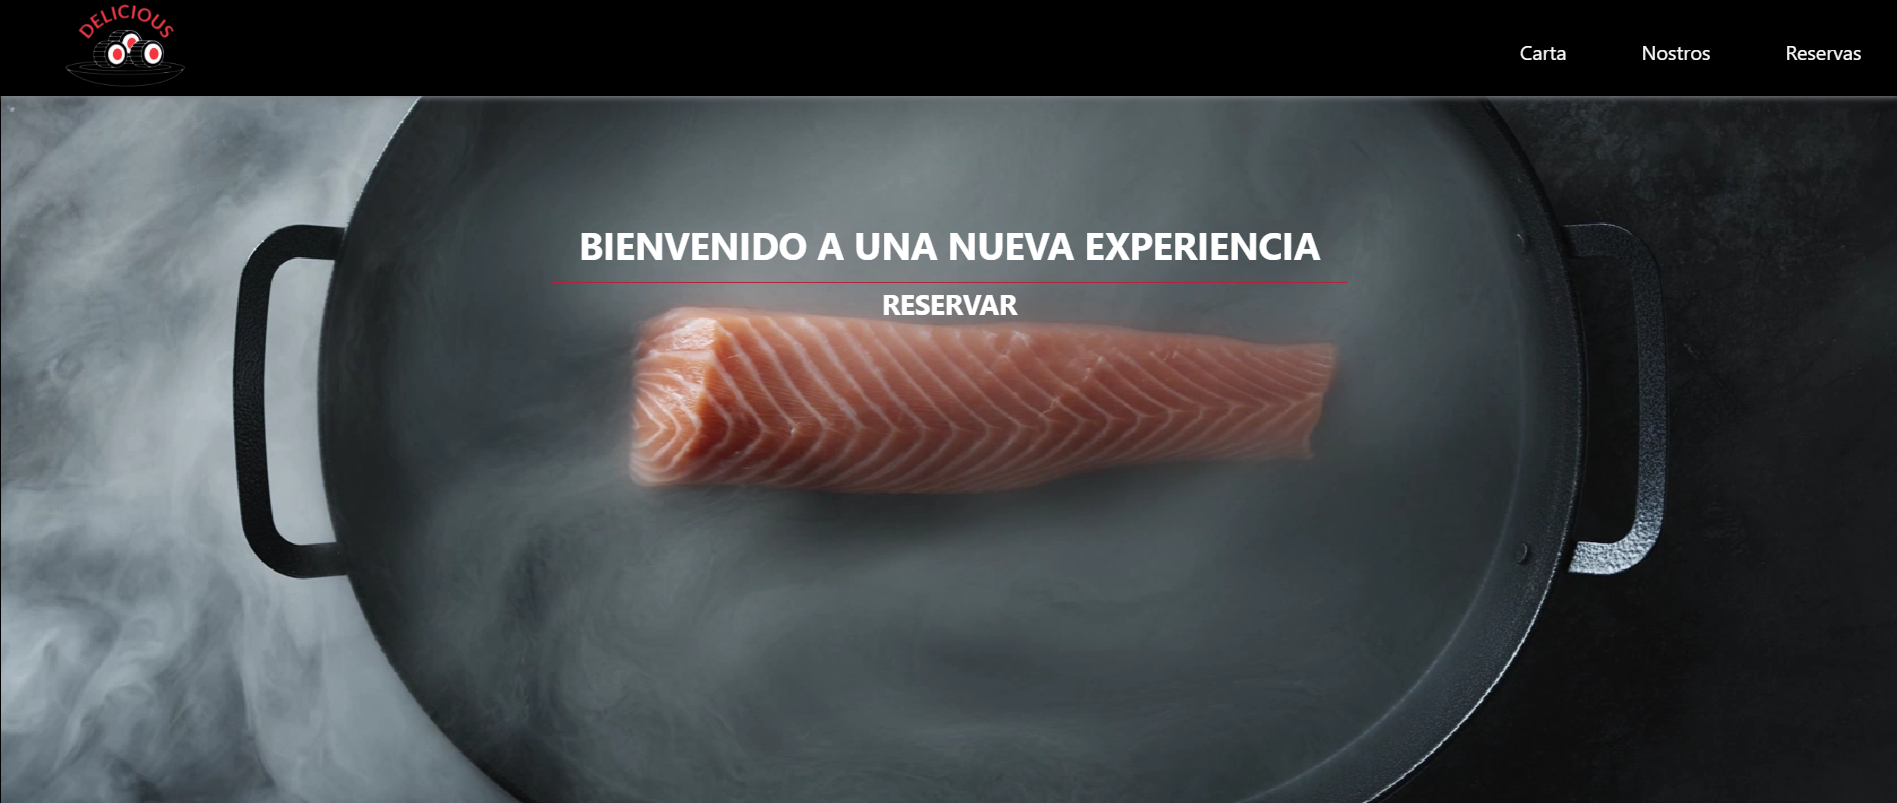 DELICIOUS
Carta Nostros Reservas
BIENVENIDO A UNA NUEVA EXPERIENCIA
RESERVAR